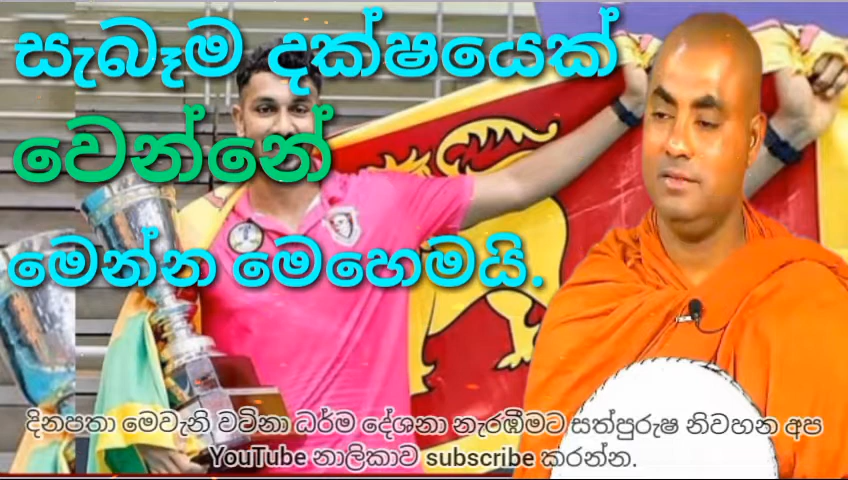 සැබෑම දක්ෂයෙක්
වෙන්නේ
මෙන්න මෙහෙමයි.
දිනපතා මෙවැනි වටිනා ධර්ම දේශනා නැරඹීමට සත්පුරුෂ නිවහන අප
YouTube නාලිකාව subscribe කරන්න.